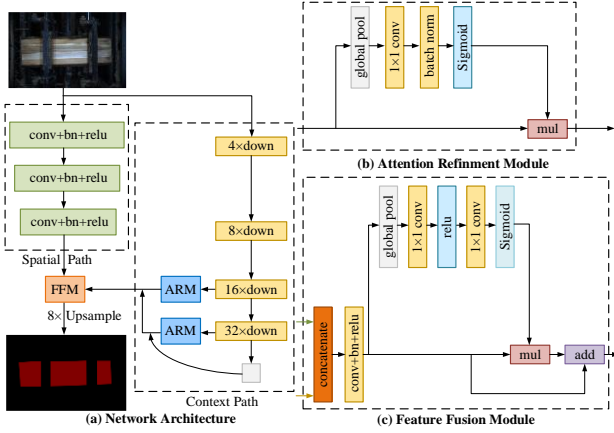 conv+bn+relu
conv+bn+relu
conv+bn+relu
Spatial Path
FFM
8× Upsample
4×down
8×down
ARM
16×down
ARM
32×down
Context Path
(a) Network Architecture
global pool
1×1 conv
batch norm
Sigmoid
mul
(b) Attention Refinment Module
global pool
1×1 conv
relu
1×1 conv
Sigmoid
concatenate
conv+bn+relu
mul
add
(c) Feature Fusion Module